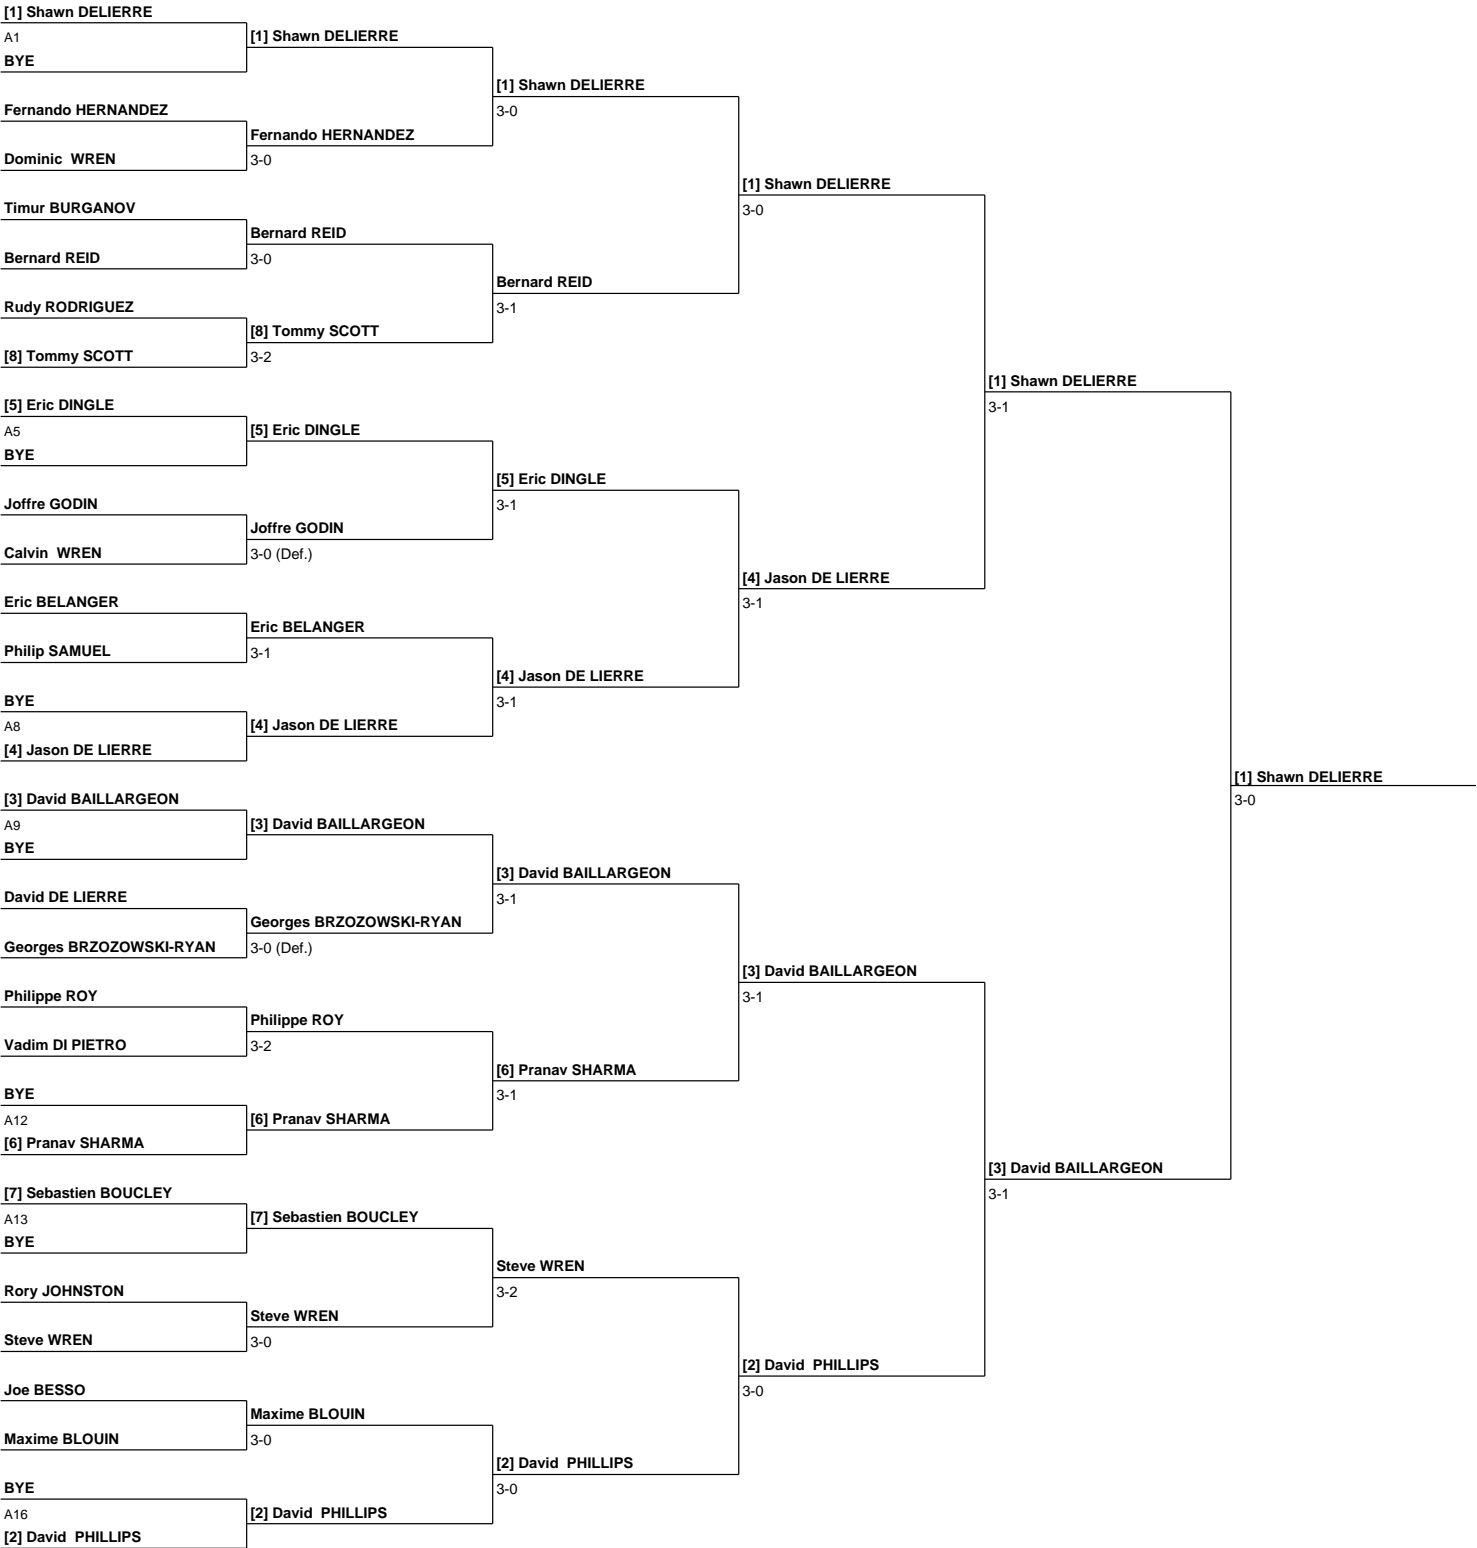 [1] Shawn DELIERRE
A1
BYE
Fernando HERNANDEZ
Dominic  WREN
Timur BURGANOV
Bernard REID
Rudy RODRIGUEZ
[8] Tommy SCOTT
[5] Eric DINGLE
A5
BYE
Joffre GODIN
Calvin  WREN
Eric BELANGER
Philip SAMUEL
BYE
A8
[4] Jason DE LIERRE
[3] David BAILLARGEON
A9
BYE
David DE LIERRE
Georges BRZOZOWSKI-RYAN
Philippe ROY
Vadim DI PIETRO
BYE
A12
[6] Pranav SHARMA
[7] Sebastien BOUCLEY
A13
BYE
Rory JOHNSTON
Steve WREN
Joe BESSO
Maxime BLOUIN
BYE
A16
[2] David  PHILLIPS
[1] Shawn DELIERRE
Fernando HERNANDEZ
3-0
Bernard REID
3-0
[8] Tommy SCOTT
3-2
[5] Eric DINGLE
Joffre GODIN
3-0 (Def.)
Eric BELANGER
3-1
[4] Jason DE LIERRE
[3] David BAILLARGEON
Georges BRZOZOWSKI-RYAN
3-0 (Def.)
Philippe ROY
3-2
[6] Pranav SHARMA
[7] Sebastien BOUCLEY
Steve WREN
3-0
Maxime BLOUIN
3-0
[2] David  PHILLIPS
[1] Shawn DELIERRE
3-0
Bernard REID
3-1
[5] Eric DINGLE
3-1
[4] Jason DE LIERRE
3-1
[3] David BAILLARGEON
3-1
[6] Pranav SHARMA
3-1
Steve WREN
3-2
[2] David  PHILLIPS
3-0
[1] Shawn DELIERRE
3-0
[4] Jason DE LIERRE
3-1
[3] David BAILLARGEON
3-1
[2] David  PHILLIPS
3-0
[1] Shawn DELIERRE
3-1
[3] David BAILLARGEON
3-1
[1] Shawn DELIERRE
3-0